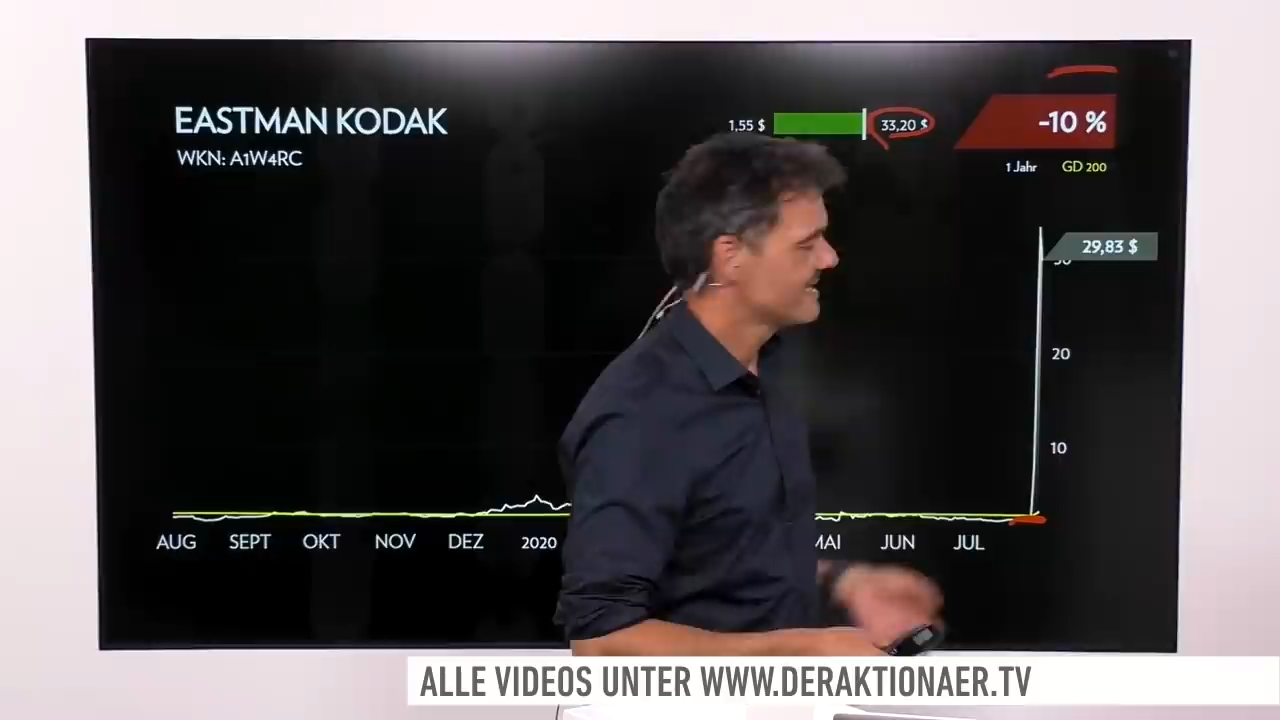 EASTMAN KODAK
WKN: A1W4RC
1,55 $
33,20 $
-10 %
1 Jahr
GD 200
29,83 $
20
10
AUG SEPT OKT NOV DEZ 2020 MAI JUN JUL
ALLE VIDEOS UNTER WWW.DERAKTIONAER.TV